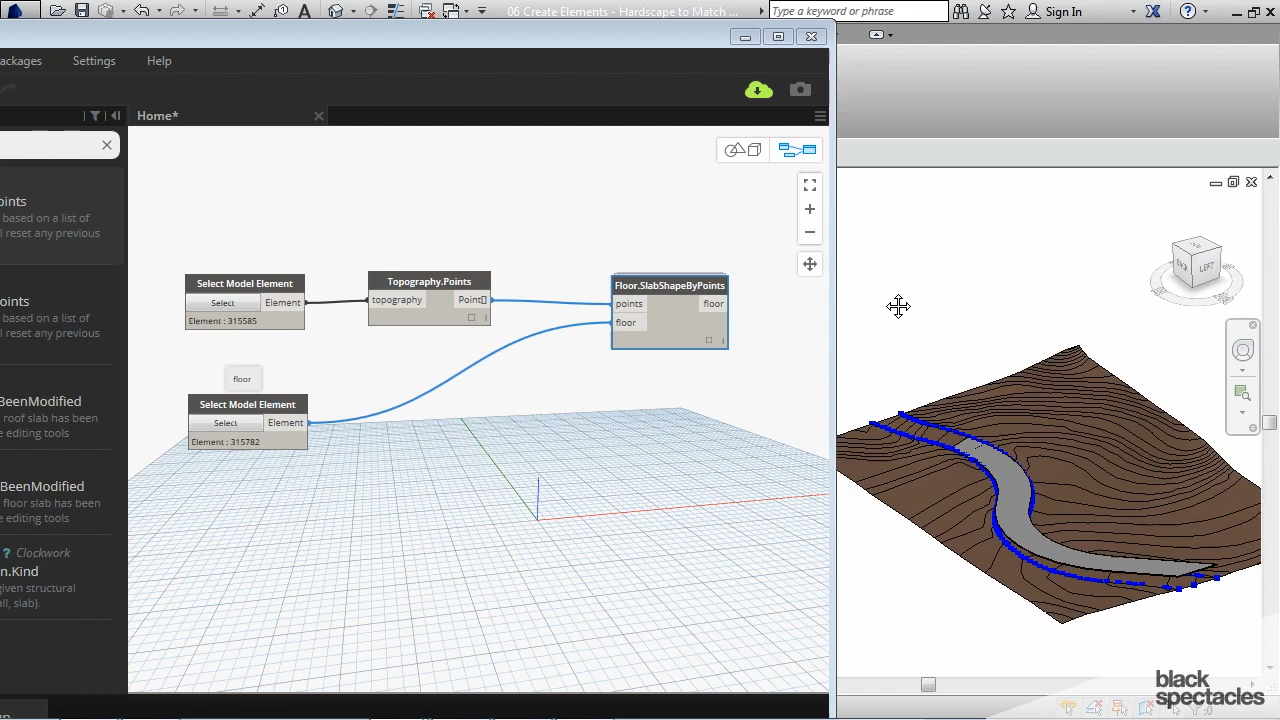 06 Create Elements - Hardscape to Match ...
Type a keyword or phrase
Sign In
ackages
Settings
Help
Home*
oints
based on a list of
l reset any previous
oints
based on a list of
l reset any previous
BeenModified
roof slab has been
e editing tools
BeenModified
floor slab has been
e editing tools
? Clockwork
n.Kind
given structural
all, slab).
Select Model Element
Select
Element
Element : 315585
Topography.Points
topography
Point[]
Floor.SlabShapeByPoints
points
floor
floor
floor
Select Model Element
Select
Element
Element : 315782
BACK
LEFT
black
spectacles
:0